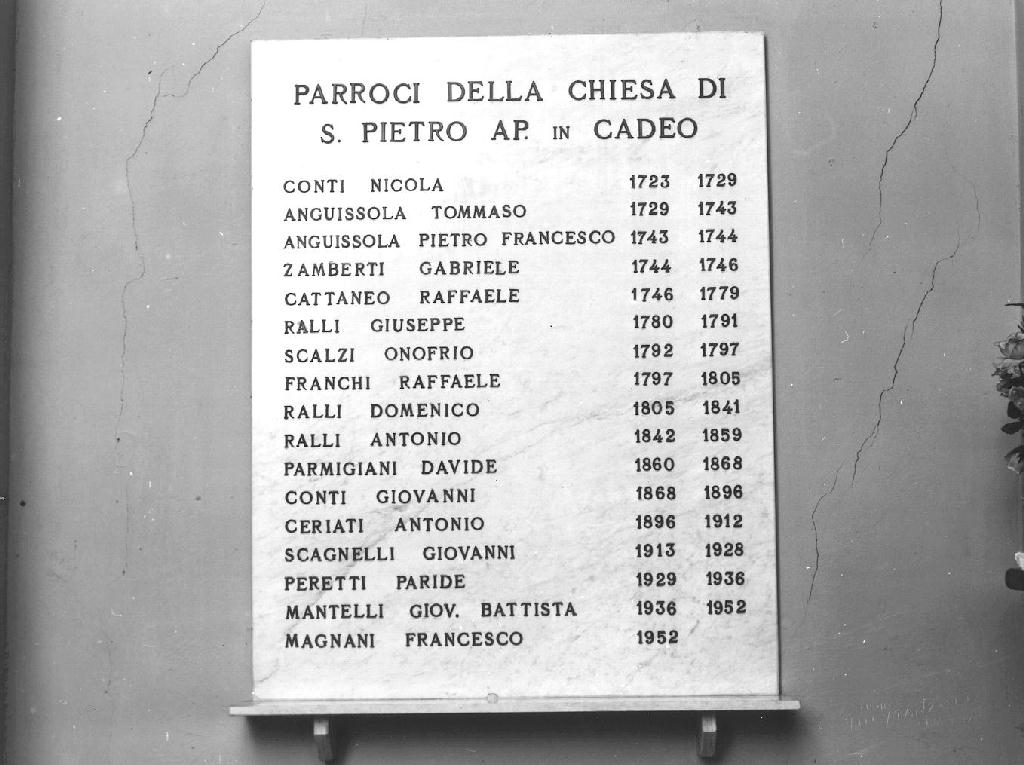 PARROCI DELLA CHIESA DI
S. PIETRO AP. IN CADEO
CONTI NICOLA 1723 1729
ANGUISSOLA TOMMASO 1729 1743
ANGUISSOLA PIETRO FRANCESCO 1743 1744
ZAMBERTI GABRIELE 1744 1746
CATTANEO RAFFAELE 1746 1779
RALLI GIUSEPPE 1780 1791
SCALZI ONOFRIO 1792 1797
FRANCHI RAFFAELE 1797 1805
RALLI DOMENICO 1805 1841
RALLI ANTONIO 1842 1859
PARMIGIANI DAVIDE 1860 1868
CONTI GIOVANNI 1868 1896
CERIATI ANTONIO 1896 1912
SCAGNELLI GIOVANNI 1913 1928
PERETTI PARIDE 1929 1936
MANTELLI GIOV. BATTISTA 1936 1952
MAGNANI FRANCESCO 1952